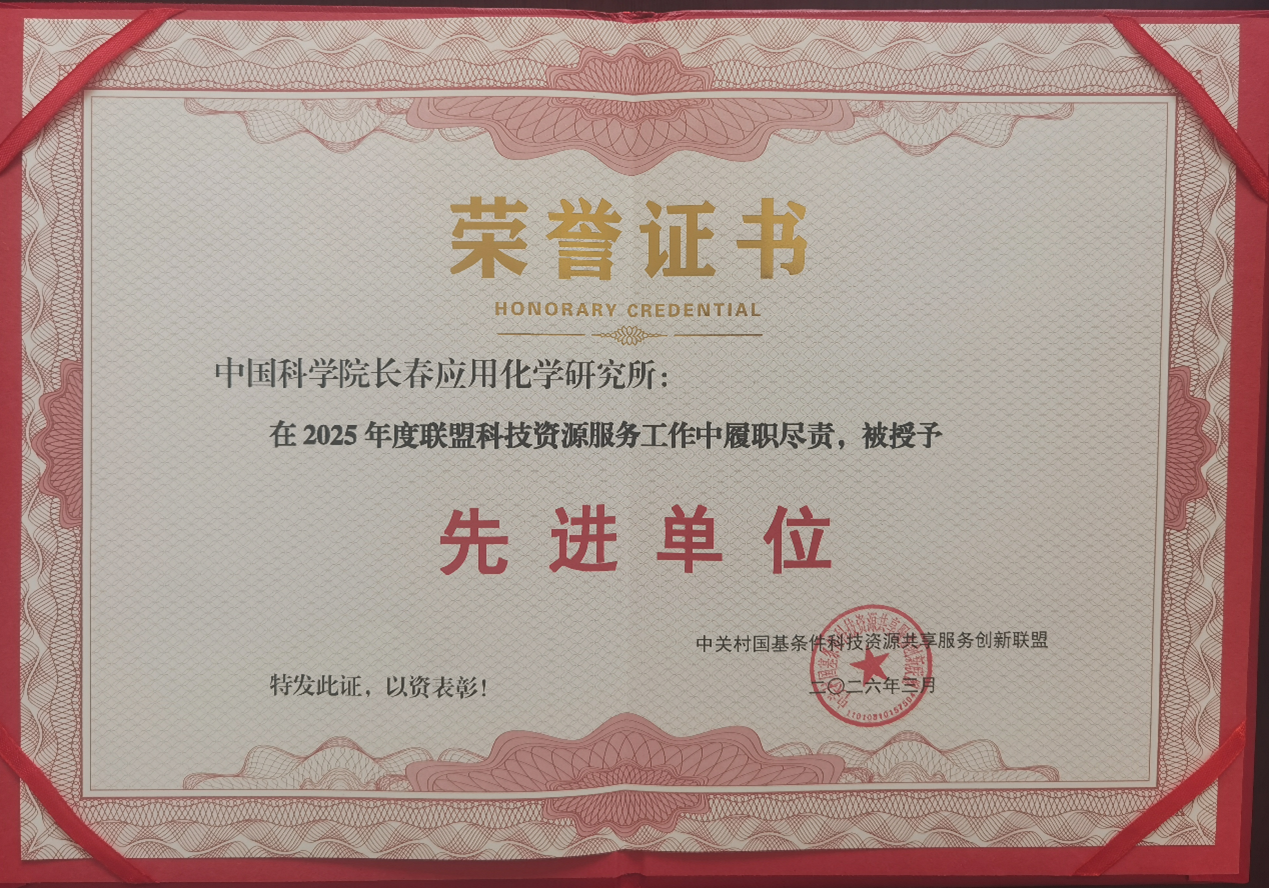 荣誉证书
HONORARY CREDENTIAL
中国科学院长春应用化学研究所：
在 2025 年度联盟科技资源服务工作中履职尽责，被授予
先进单位
中关村国基条件科技资源共享服务创新联盟
二〇二六年三月
特发此证，以资表彰！